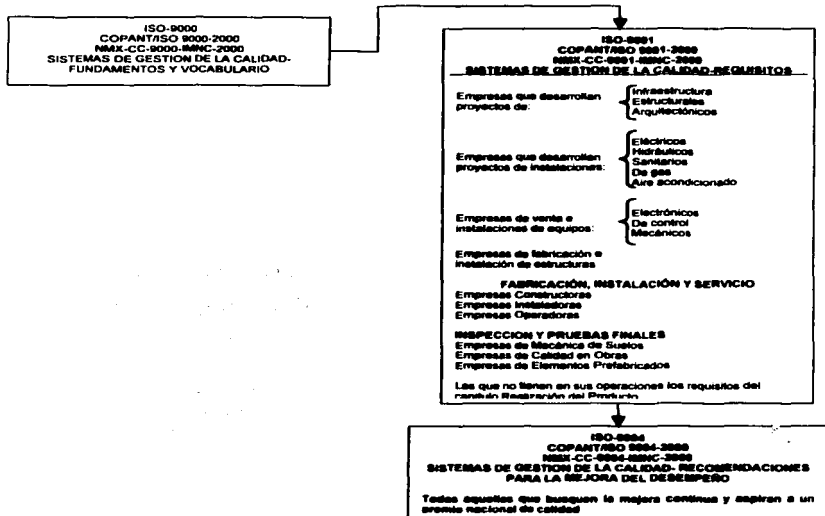 ISO-9000
COPANT/ISO 9000-2000
NMX-CC-9000-IMNC-2000
SISTEMAS DE GESTION DE LA CALIDAD-
FUNDAMENTOS Y VOCABULARIO
ISO-9001
COPANT/ISO 9001-2000
NMX-CC-9001-IMNC-2000
SISTEMAS DE GESTION DE LA CALIDAD-REQUISITOS
Empresas que desarrollan
proyectos de:
Infraestructura
Estructurales
Arquitectónicos
Empresas que desarrollan
proyectos de instalaciones:
Eléctricos
Hidráulicos
Sanitarios
De gas
Aire acondicionado
Empresas de venta e
instalaciones de equipos:
Electrónicos
De control
Mecánicos
Empresas de fabricación e
instalación de estructuras
FABRICACIÓN, INSTALACIÓN Y SERVICIO
Empresas Constructoras
Empresas Instaladoras
Empresas Operadoras
INSPECCION Y PRUEBAS FINALES
Empresas de Mecánica de Suelos
Empresas de Calidad en Obras
Empresas de Elementos Prefabricados
Las que no tienen en sus operaciones los requisitos del
capitulo Realización del Producto
ISO-9004
COPANT/ISO 9004-2000
NMX-CC-9004-IMNC-2000
SISTEMAS DE GESTION DE LA CALIDAD- RECOMENDACIONES
PARA LA MEJORA DEL DESEMPEÑO
Todas aquellas que busquen la mejora continua y aspiran a un
premio nacional de calidad